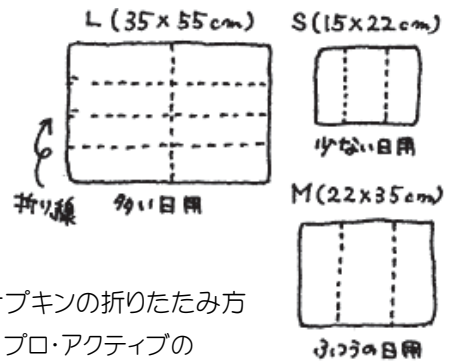 L (35×55cm)
折り線
多い日用
S (15×22cm)
少ない日用
M (22×35cm)
ふつうの日用
プキンの折りたたみ方
プロ・アクティブの